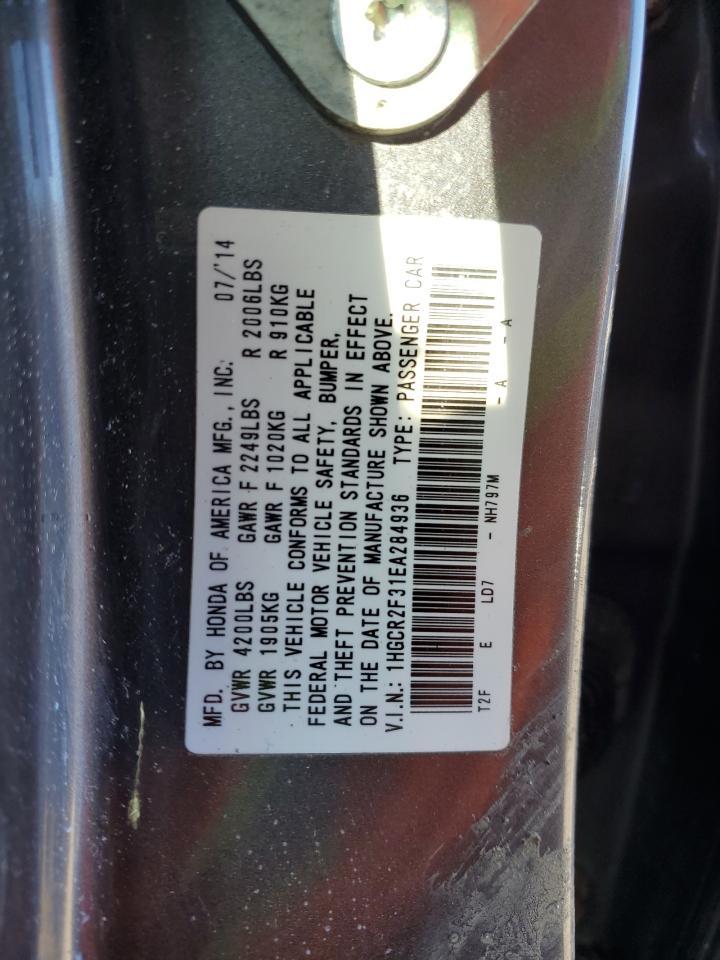 MFD. BY HONDA OF AMERICA MFG., INC. 07/'14
GVWR 4200LBS GAWR F 2249LBS R 2006LBS
GVWR 1905KG GAWR F 1020KG R 910KG
THIS VEHICLE CONFORMS TO ALL APPLICABLE
FEDERAL MOTOR VEHICLE SAFETY, BUMPER,
AND THEFT PREVENTION STANDARDS IN EFFECT
ON THE DATE OF MANUFACTURE SHOWN ABOVE.
V.I.N.: 1HGCR2F31EA284936 TYPE: PASSENGER CAR
T2F E LD7 - NH797M - A - A